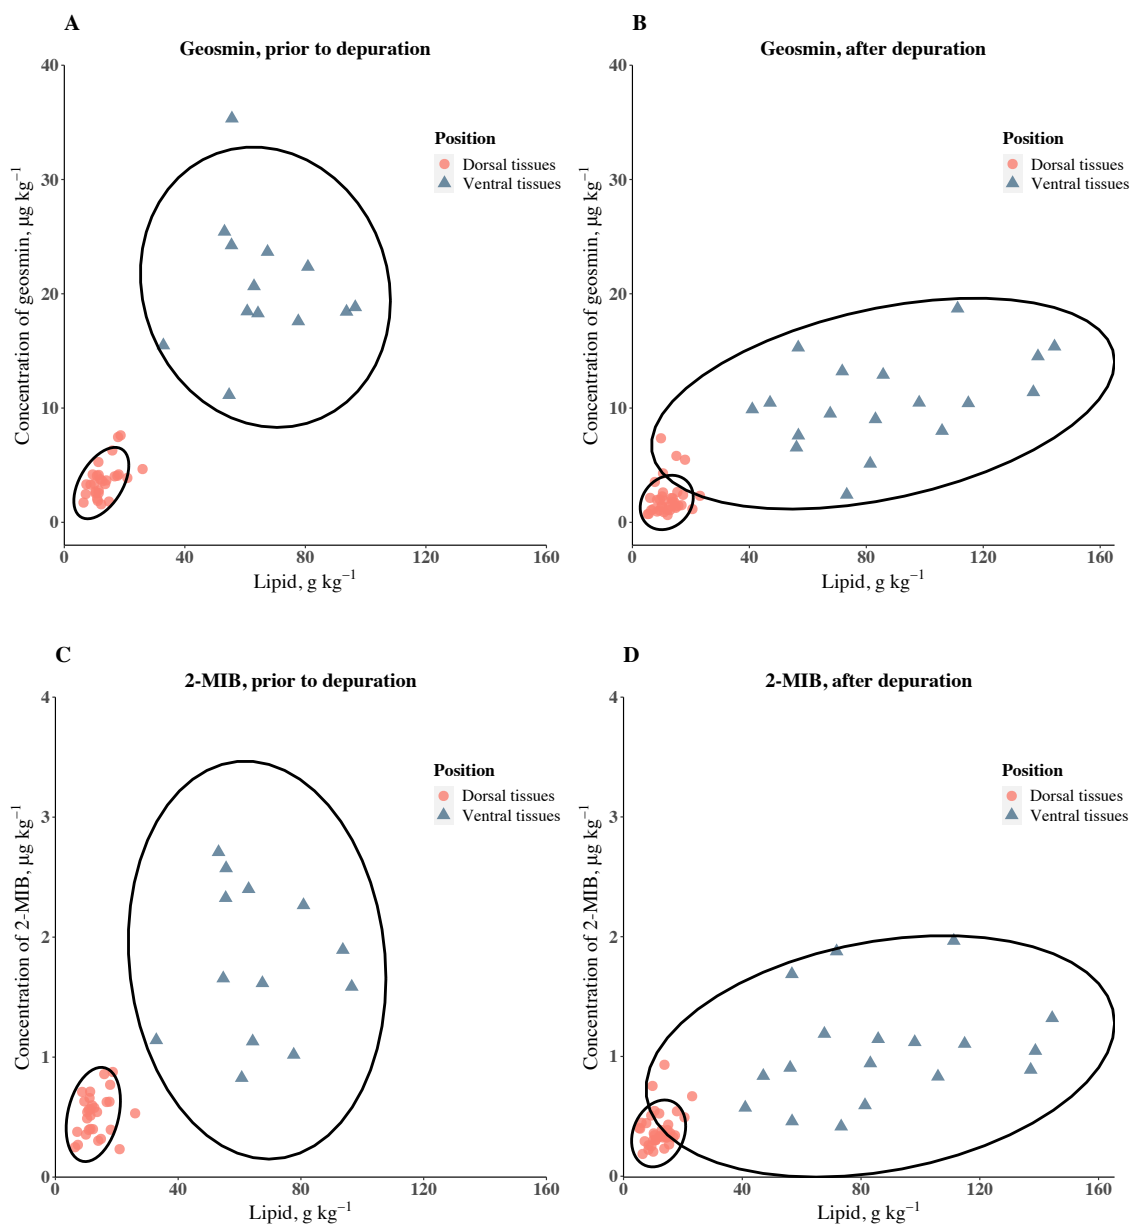 A
Geosmin, prior to depuration
40
30
20
10
0
Concentration of geosmin, µg kg⁻¹
0 40 80 120 160
Lipid, g kg⁻¹
Position
Dorsal tissues
Ventral tissues
B
Geosmin, after depuration
40
30
20
10
0
Concentration of geosmin, µg kg⁻¹
0 40 80 120 160
Lipid, g kg⁻¹
Position
Dorsal tissues
Ventral tissues
C
2-MIB, prior to depuration
4
3
2
1
0
Concentration of 2-MIB, µg kg⁻¹
0 40 80 120 160
Lipid, g kg⁻¹
Position
Dorsal tissues
Ventral tissues
D
2-MIB, after depuration
4
3
2
1
0
Concentration of 2-MIB, µg kg⁻¹
0 40 80 120 160
Lipid, g kg⁻¹
Position
Dorsal tissues
Ventral tissues